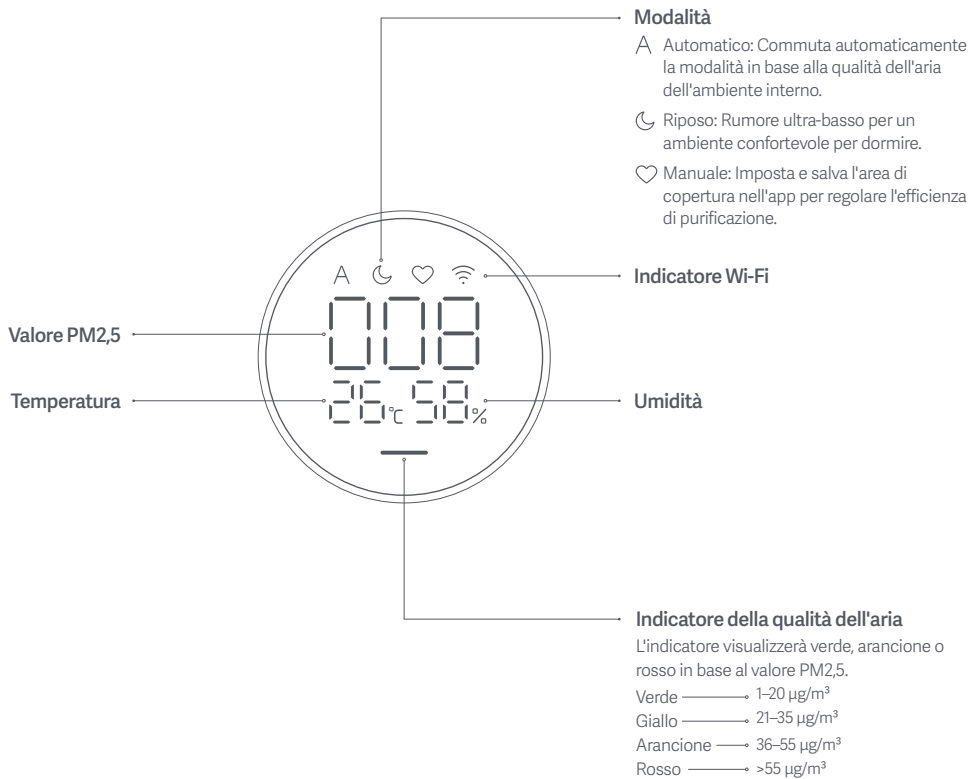 Modalità
A Automatico: Commuta automaticamente
la modalità in base alla qualità dell'aria
dell'ambiente interno.
Riposo: Rumore ultra-basso per un
ambiente confortevole per dormire.
Manuale: Imposta e salva l'area di
copertura nell'app per regolare l'efficienza
di purificazione.
A
Indicatore Wi-Fi
Valore PM2,5
008
Temperatura
26°C 58%
Umidità
Indicatore della qualità dell'aria
L'indicatore visualizzerà verde, arancione o
rosso in base al valore PM2,5.
Verde 1–20 µg/m³
Giallo 21–35 µg/m³
Arancione 36–55 µg/m³
Rosso >55 µg/m³